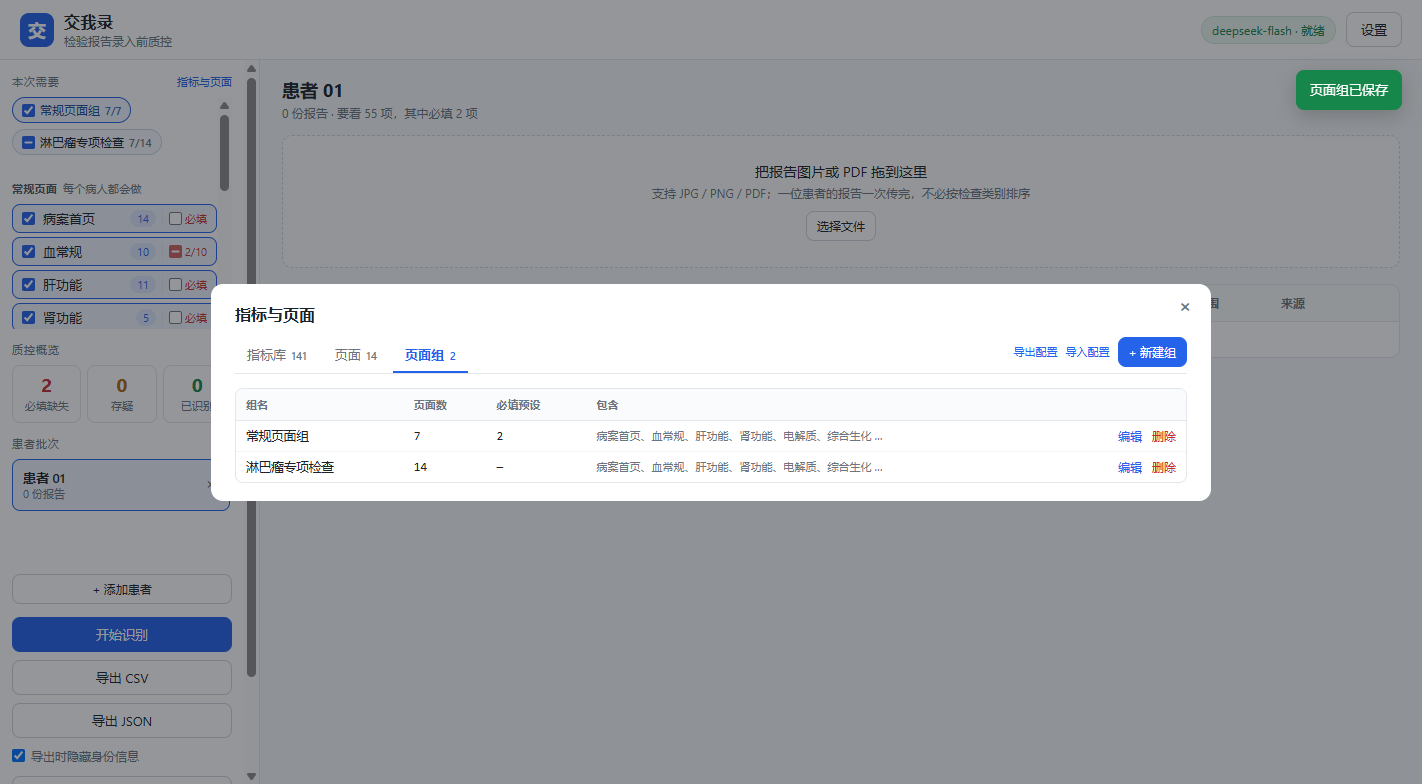 交
交我录
检验报告录入前质控
deepseek-flash · 就绪
设置
页面组已保存
本次需要
指标与页面
常规页面组 7/7
淋巴瘤专项检查 7/14
常规页面 每个病人都会做
病案首页 14 必填
血常规 10 2/10
肝功能 11 必填
肾功能 5 必填
质控概览
2
必填缺失
0
存疑
0
已识别
患者批次
患者 01
0 份报告
+ 添加患者
开始识别
导出 CSV
导出 JSON
导出时隐藏身份信息
患者 01
0 份报告 · 要看 55 项，其中必填 2 项
把报告图片或 PDF 拖到这里
支持 JPG / PNG / PDF；一位患者的报告一次传完，不必按检查类别排序
选择文件
来源
指标与页面
×
指标库 141
页面 14
页面组 2
导出配置
导入配置
+ 新建组
组名 页面数 必填预设 包含
常规页面组 7 2 病案首页、血常规、肝功能、肾功能、电解质、综合生化 ... 编辑 删除
淋巴瘤专项检查 14 – 病案首页、血常规、肝功能、肾功能、电解质、综合生化 ... 编辑 删除